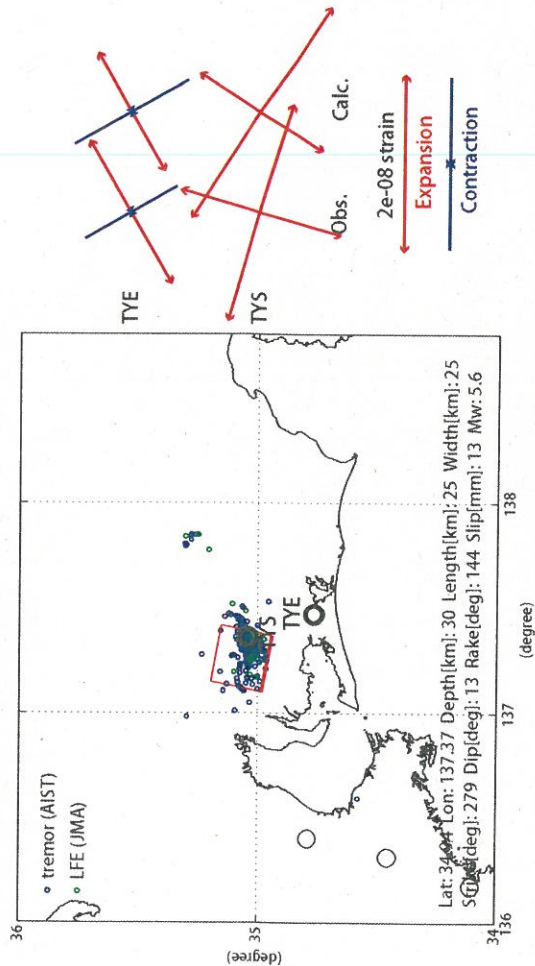 36
35
34
136
137
138
(degree)
(degree)
tremor (AIST)
LFE (JMA)
TYS
TYE
Lat: 34.94 Lon: 137.37 Depth[km]: 30 Length[km]: 25 Width[km]: 25
Strike[deg]: 279 Dip[deg]: 13 Rake[deg]: 144 Slip[mm]: 13 Mw: 5.6
TYE
TYS
Obs.
Calc.
2e-08 strain
Expansion
Contraction